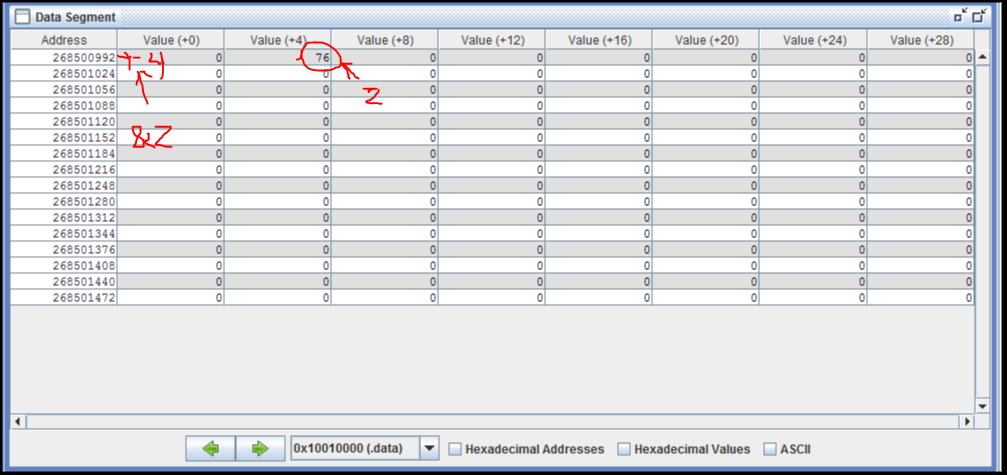 Data Segment
Address Value (+0) Value (+4) Value (+8) Value (+12) Value (+16) Value (+20) Value (+24) Value (+28)
268500992 +4 0 76 0 0 0 0 0 0
268501024 0 0 0 0 0 0 0 0
268501056 0 0 0 0 0 0 0 0
268501088 0 0 2 0 0 0 0 0 0
268501120 0 0 0 0 0 0 0 0
268501152 &Z 0 0 0 0 0 0 0 0
268501184 0 0 0 0 0 0 0 0
268501216 0 0 0 0 0 0 0 0
268501248 0 0 0 0 0 0 0 0
268501280 0 0 0 0 0 0 0 0
268501312 0 0 0 0 0 0 0 0
268501344 0 0 0 0 0 0 0 0
268501376 0 0 0 0 0 0 0 0
268501408 0 0 0 0 0 0 0 0
268501440 0 0 0 0 0 0 0 0
268501472 0 0 0 0 0 0 0 0
0x10010000 (.data) Hexadecimal Addresses Hexadecimal Values ASCII